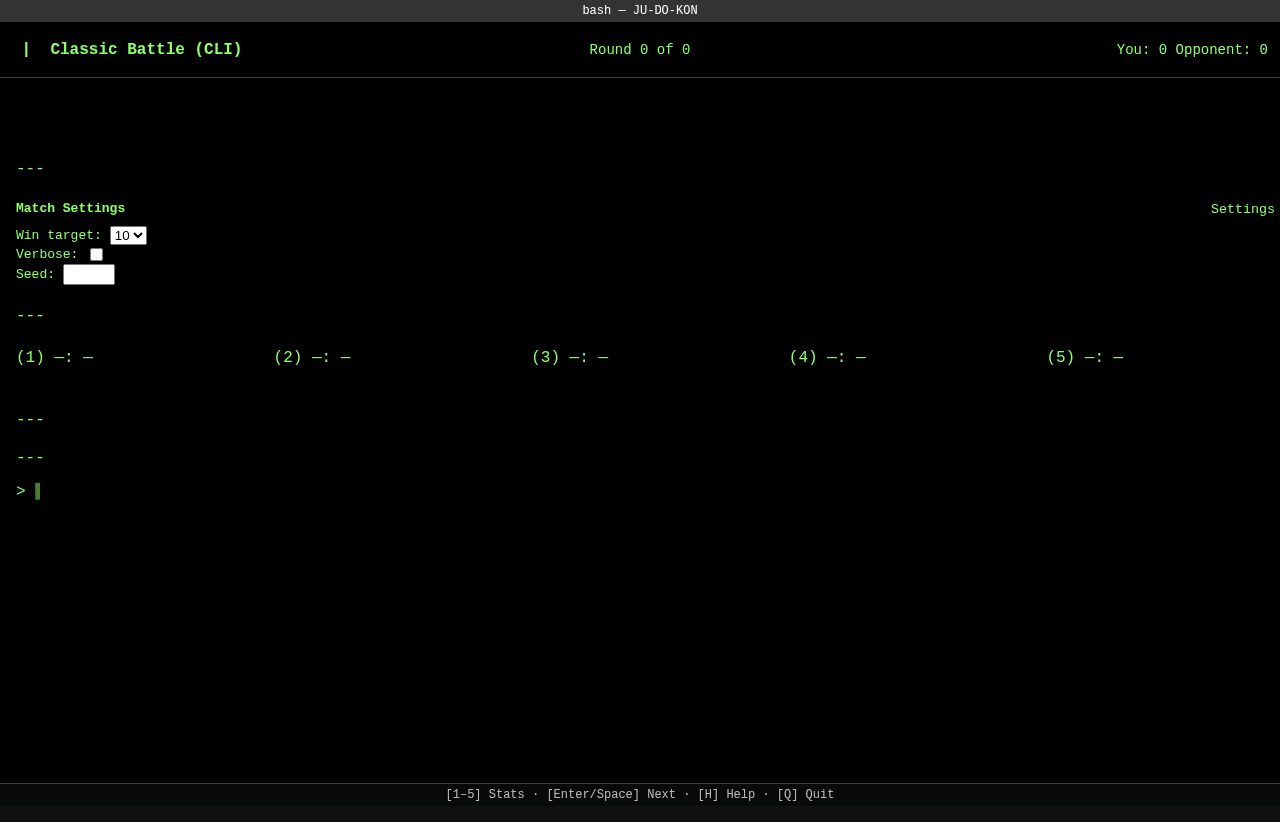 bash — JU-DO-KON
| Classic Battle (CLI) Round 0 of 0 You: 0 Opponent: 0
---
Match Settings Settings
Win target: 10
Verbose:
Seed:
---
(1) —: — (2) —: — (3) —: — (4) —: — (5) —: —
---
---
> ▌
[1–5] Stats · [Enter/Space] Next · [H] Help · [Q] Quit